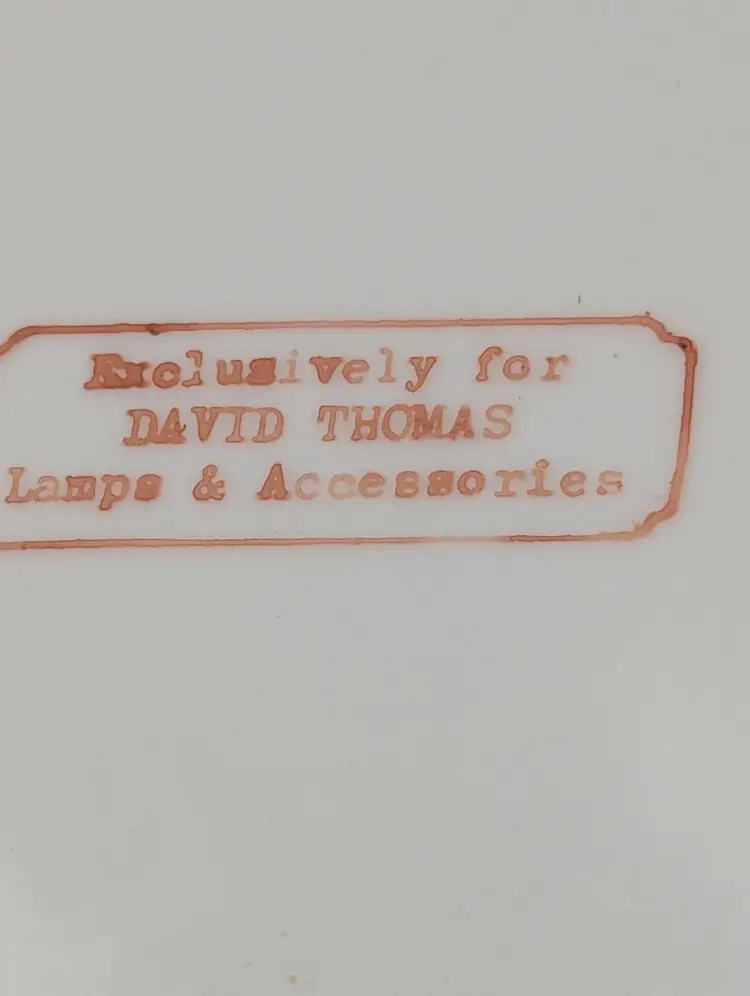 Exclusively for
DAVID THOMAS
Lamps & Accessories